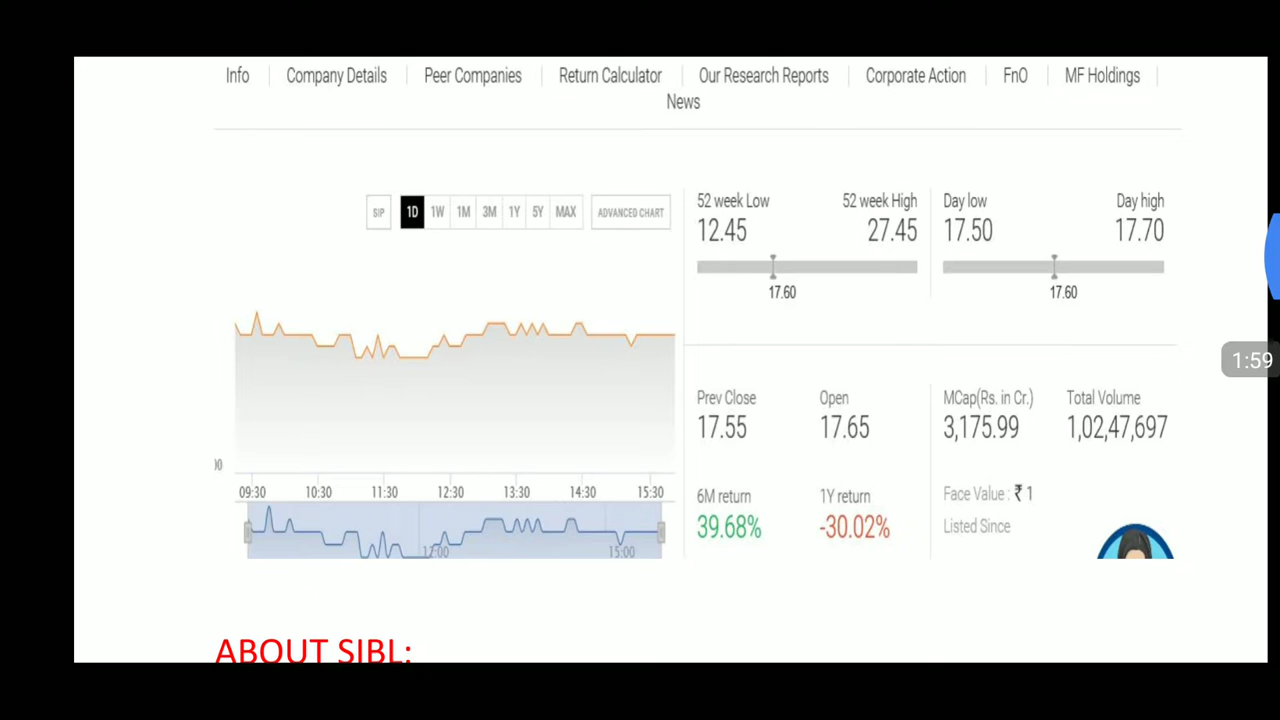 Info Company Details Peer Companies Return Calculator Our Research Reports Corporate Action FnO MF Holdings
News
SIP 1D 1W 1M 3M 1Y 5Y MAX ADVANCED CHART
52 week Low 52 week High
12.45 27.45
17.60
Day low Day high
17.50 17.70
17.60
1:59
Prev Close Open MCap(Rs. in Cr.) Total Volume
17.55 17.65 3,175.99 1,02,47,697
00
09:30 10:30 11:30 12:30 13:30 14:30 15:30
12:00 15:00
6M return 1Y return
39.68% -30.02%
Face Value : ₹ 1
Listed Since
ABOUT SIBL: